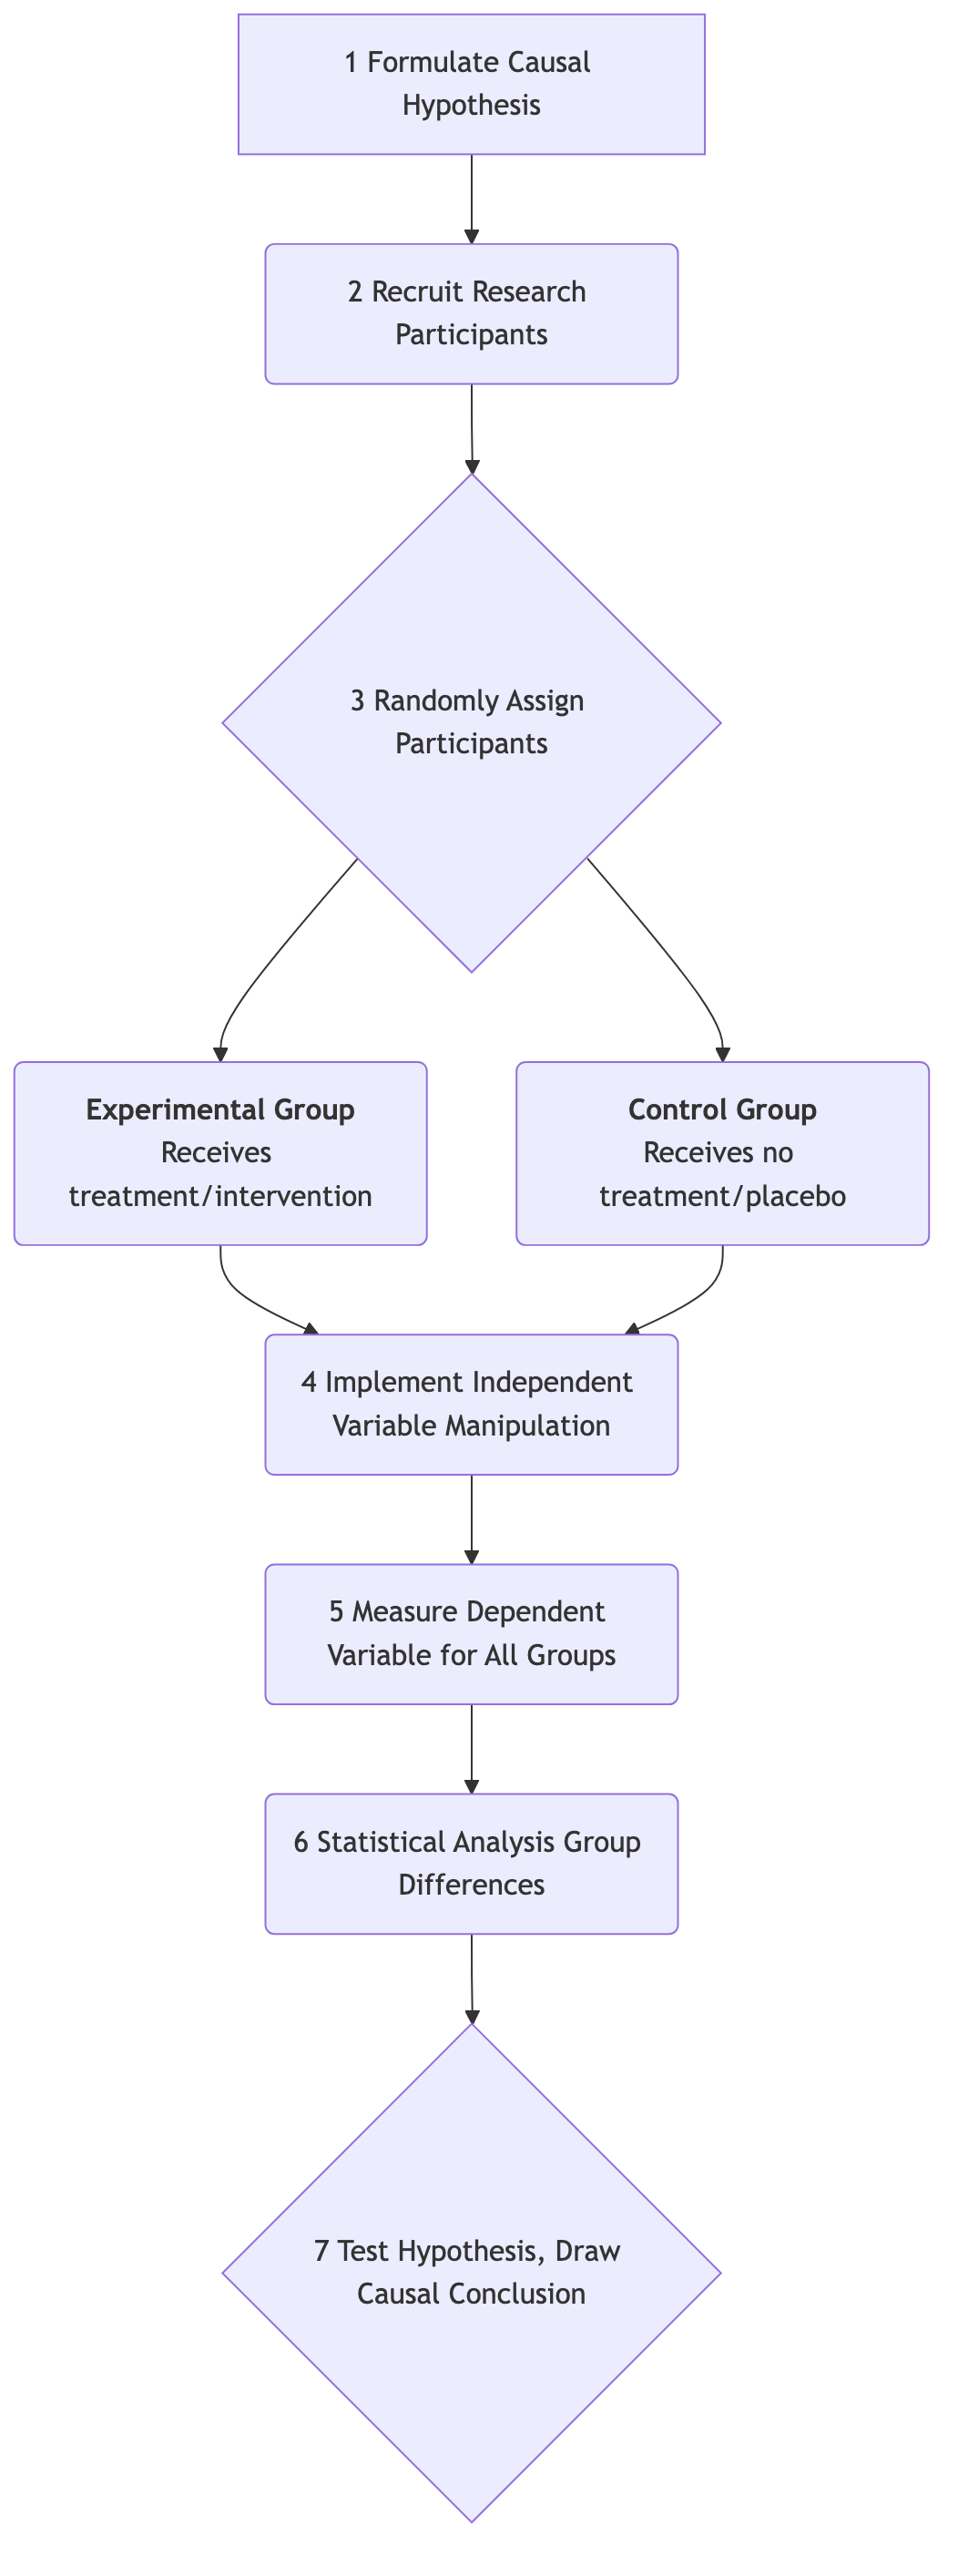 1 Formulate Causal
Hypothesis
2 Recruit Research
Participants
3 Randomly Assign
Participants
Experimental Group
Receives
treatment/intervention
Control Group
Receives no
treatment/placebo
4 Implement Independent
Variable Manipulation
5 Measure Dependent
Variable for All Groups
6 Statistical Analysis Group
Differences
7 Test Hypothesis, Draw
Causal Conclusion